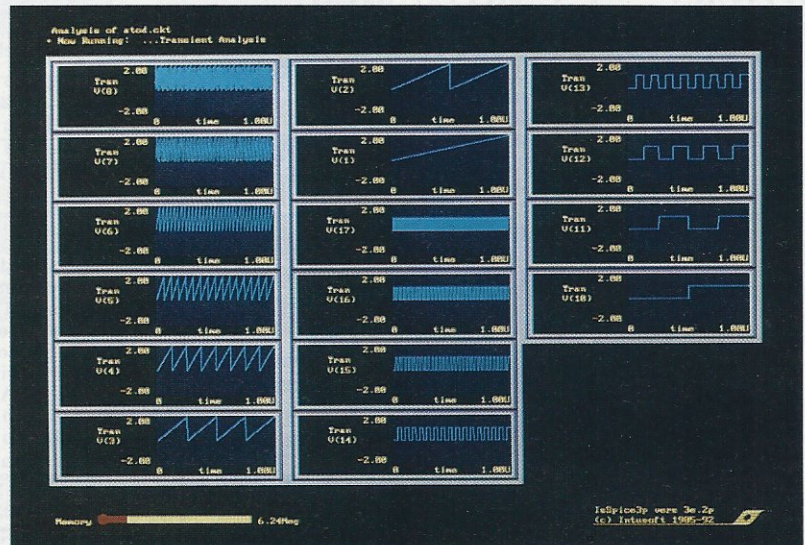 Analysis of atod.ckt
* Now Running: ...Transient Analysis
2.00
Tran
V(8)
-2.00
0 time 1.00U
2.00
Tran
V(7)
-2.00
0 time 1.00U
2.00
Tran
V(6)
-2.00
0 time 1.00U
2.00
Tran
V(5)
-2.00
0 time 1.00U
2.00
Tran
V(4)
-2.00
0 time 1.00U
2.00
Tran
V(3)
-2.00
0 time 1.00U
2.00
Tran
V(2)
-2.00
0 time 1.00U
2.00
Tran
V(1)
-2.00
0 time 1.00U
2.00
Tran
V(17)
-2.00
0 time 1.00U
2.00
Tran
V(16)
-2.00
0 time 1.00U
2.00
Tran
V(15)
-2.00
0 time 1.00U
2.00
Tran
V(14)
-2.00
0 time 1.00U
2.00
Tran
V(13)
-2.00
0 time 1.00U
2.00
Tran
V(12)
-2.00
0 time 1.00U
2.00
Tran
V(11)
-2.00
0 time 1.00U
2.00
Tran
V(10)
-2.00
0 time 1.00U
Memory 6.24Meg
IsSpice3p vers 3e.2p
(c) Intusoft 1985-92